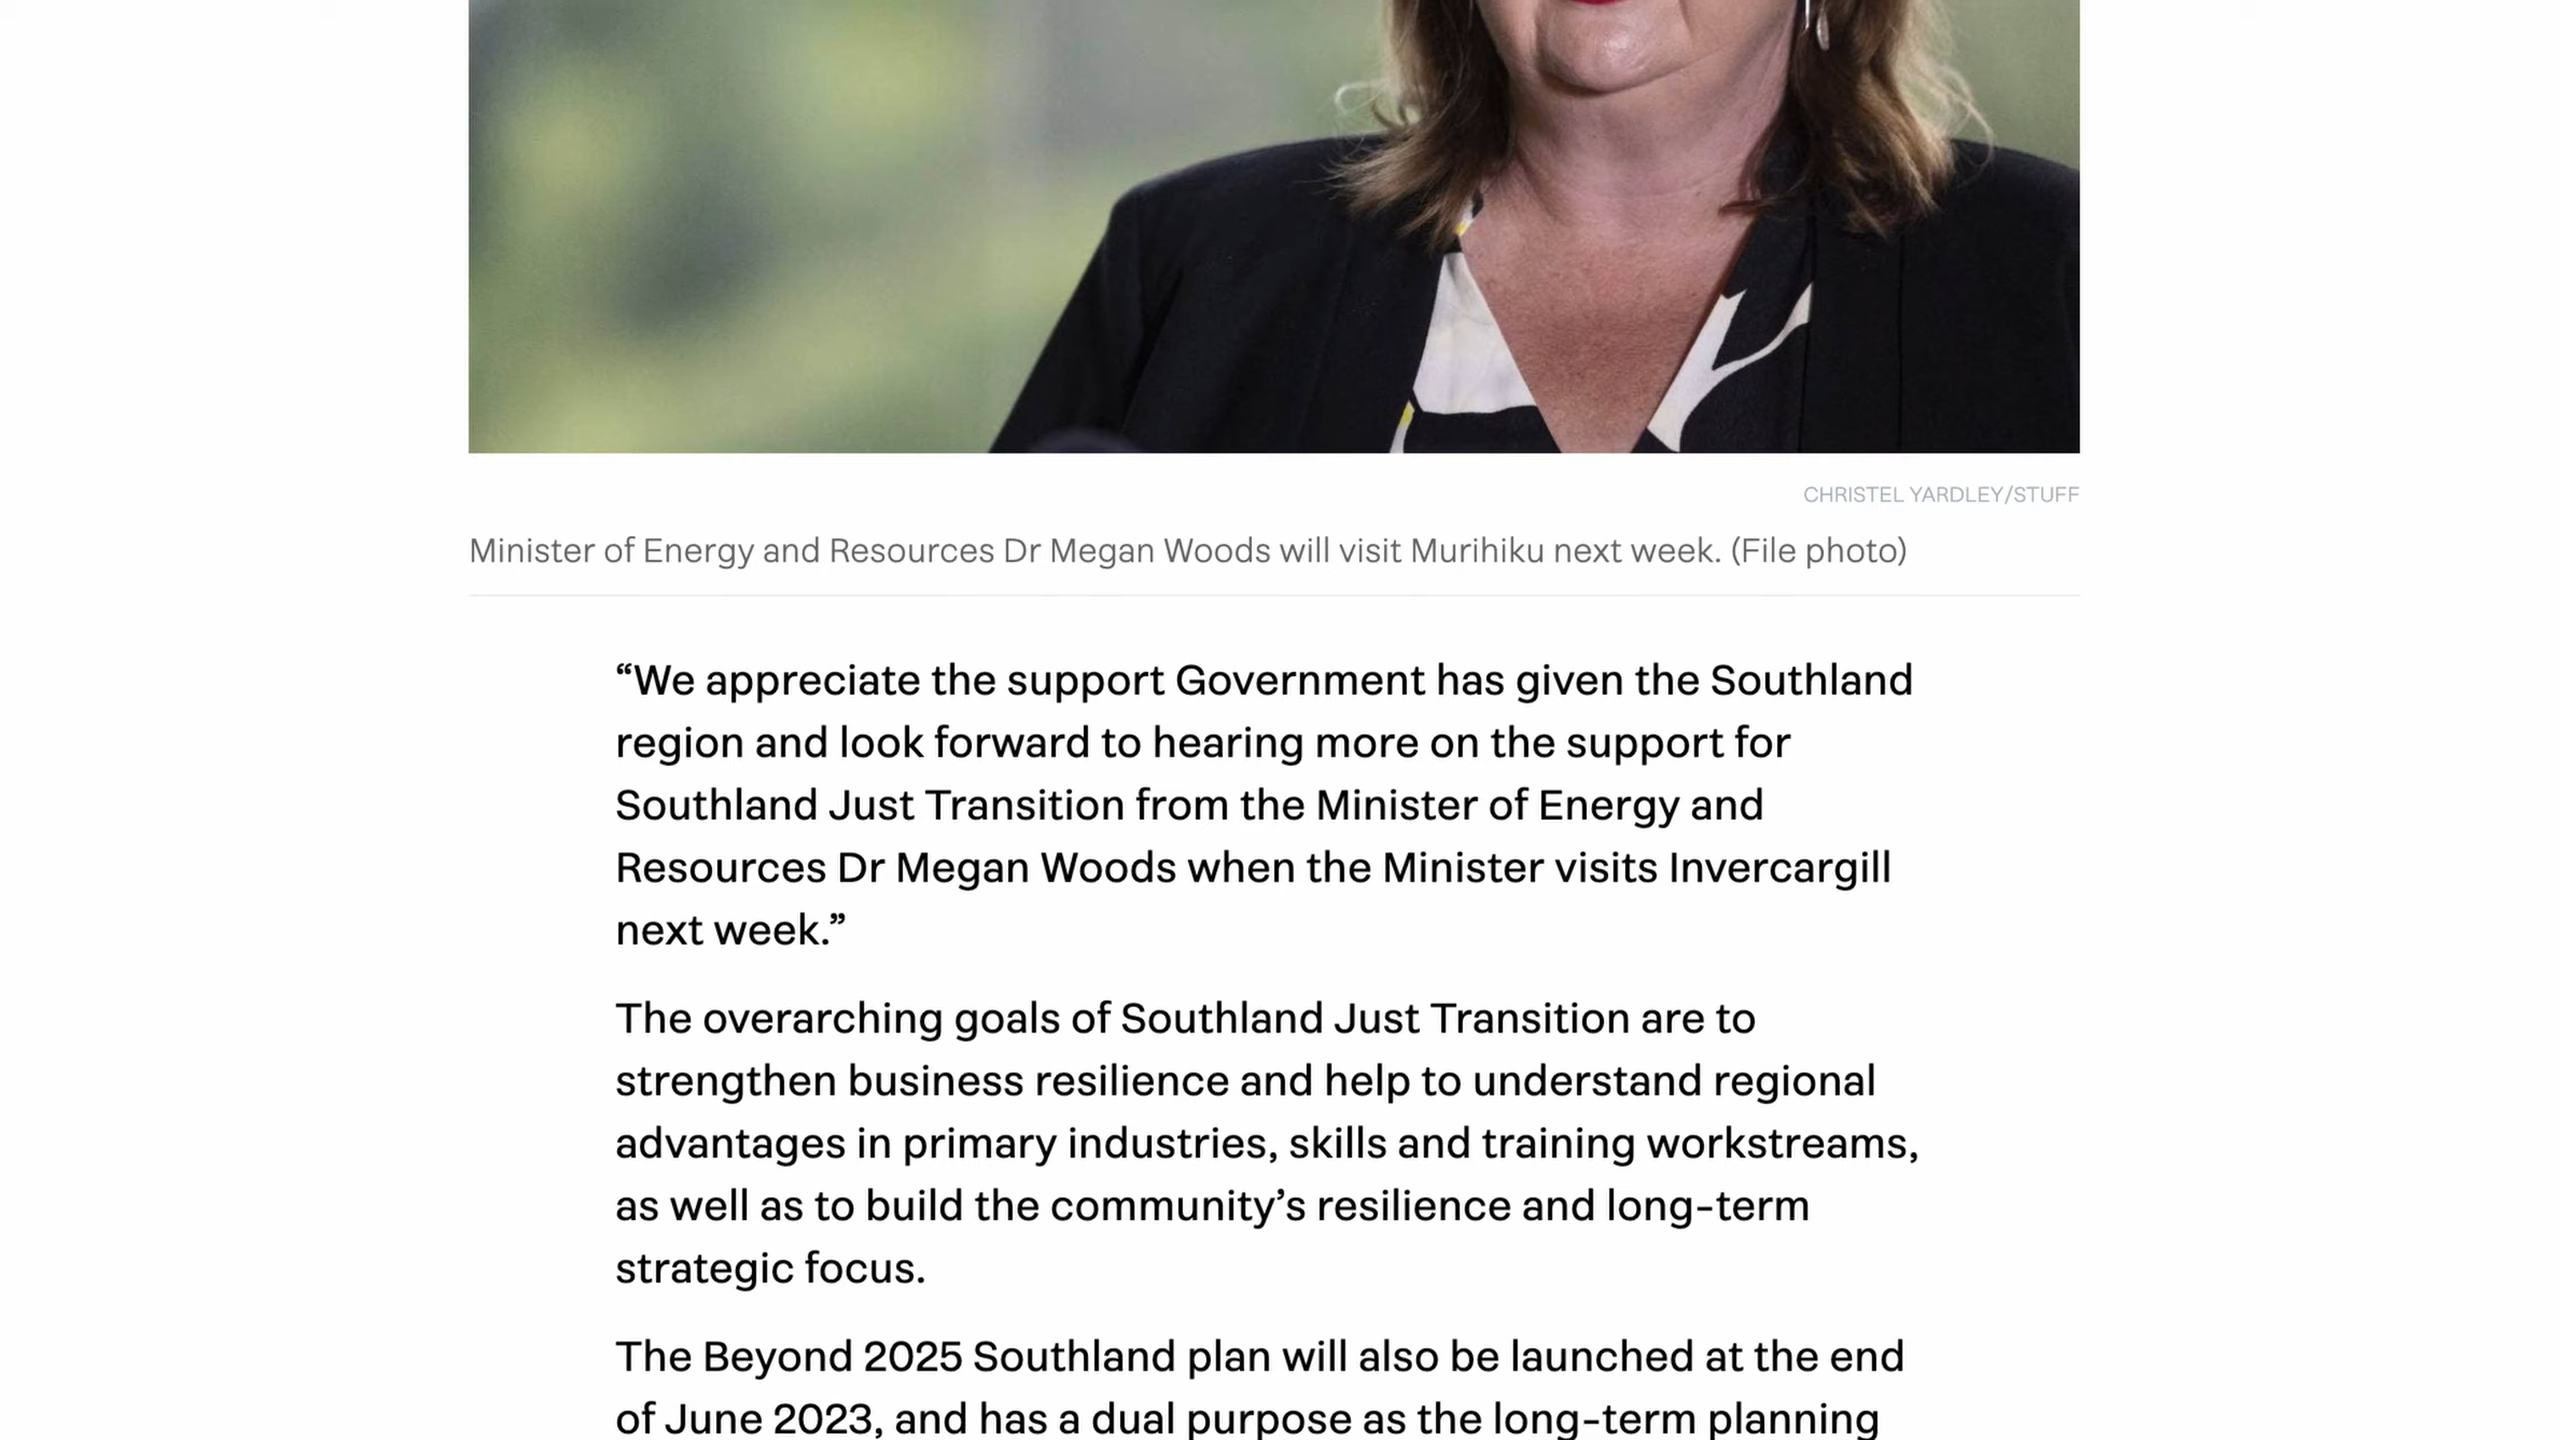 CHRISTEL YARDLEY/STUFF
Minister of Energy and Resources Dr Megan Woods will visit Murihiku next week. (File photo)
“We appreciate the support Government has given the Southland
region and look forward to hearing more on the support for
Southland Just Transition from the Minister of Energy and
Resources Dr Megan Woods when the Minister visits Invercargill
next week.”
The overarching goals of Southland Just Transition are to
strengthen business resilience and help to understand regional
advantages in primary industries, skills and training workstreams,
as well as to build the community’s resilience and long-term
strategic focus.
The Beyond 2025 Southland plan will also be launched at the end
of June 2023, and has a dual purpose as the long-term planning